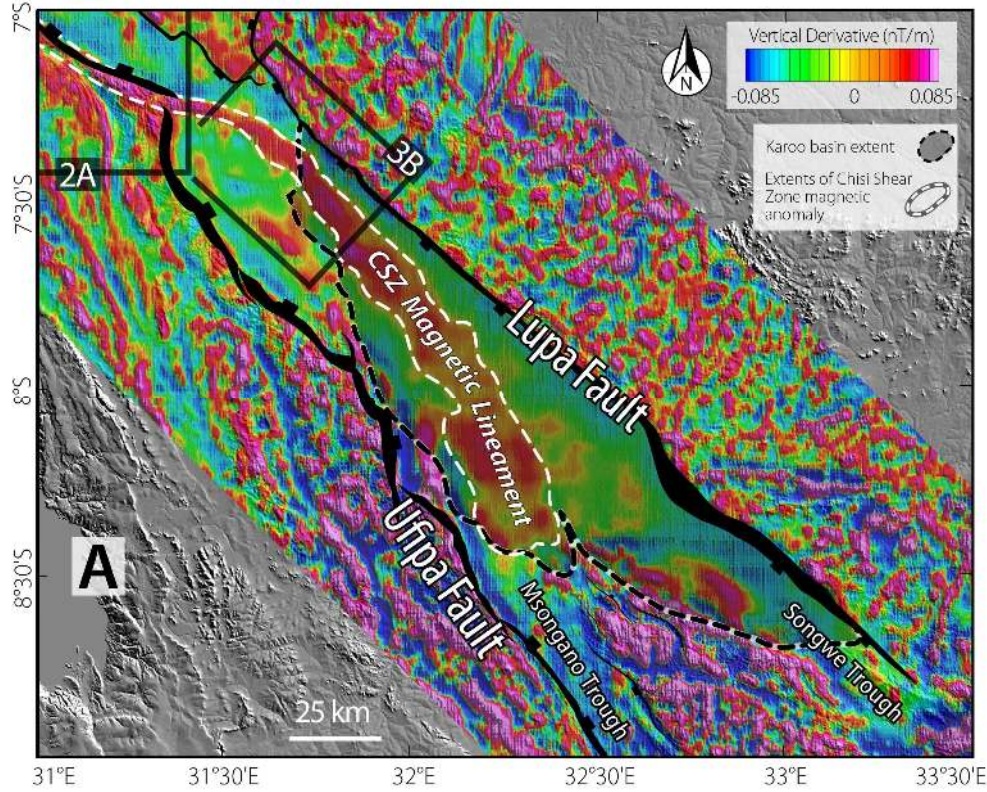 7°S
7°30'S
8°S
8°30'S
Vertical Derivative (nT/m)
-0.085
0
0.085
N
Karoo basin extent
Extents of Chisi Shear
Zone magnetic
anomaly
2A
3B
CSZ Magnetic Lineament
Lupa Fault
Ufipa Fault
A
Msongano Trough
Songwe Trough
25 km
31°E
31°30'E
32°E
32°30'E
33°E
33°30'E